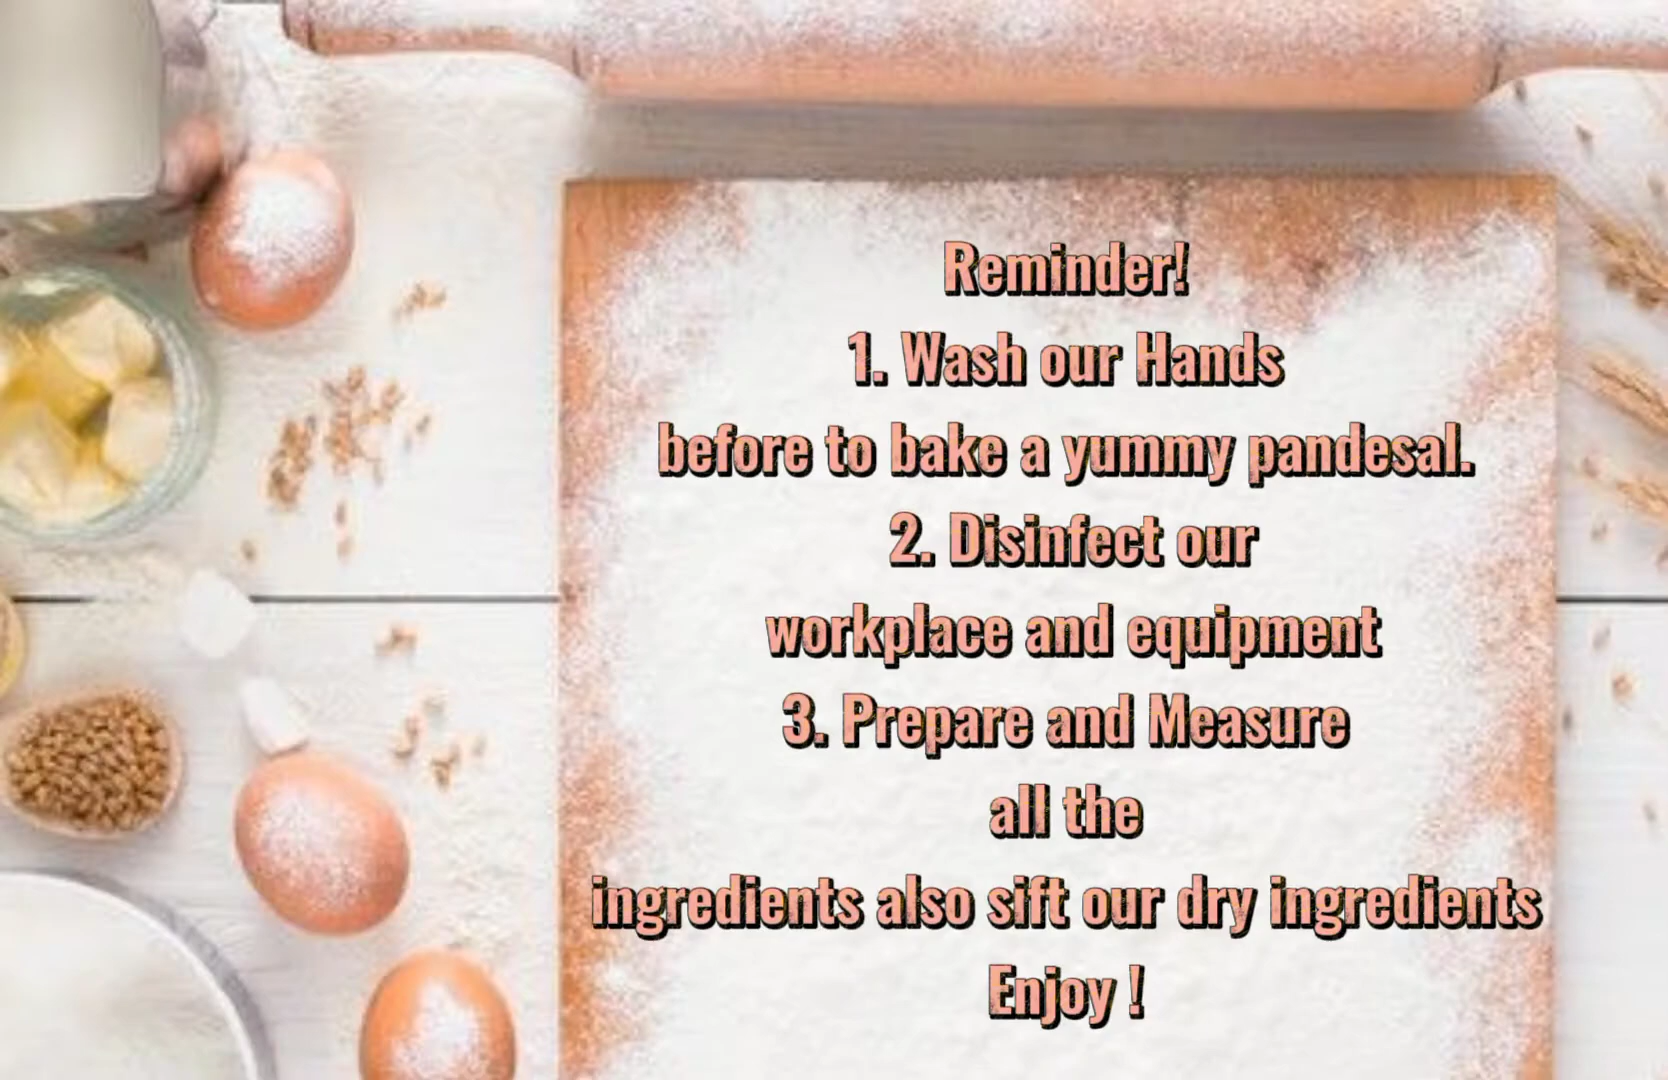 Reminder!
1. Wash our Hands
before to bake a yummy pandesal.
2. Disinfect our
workplace and equipment
3. Prepare and Measure
all the
ingredients also sift our dry ingredients
Enjoy !